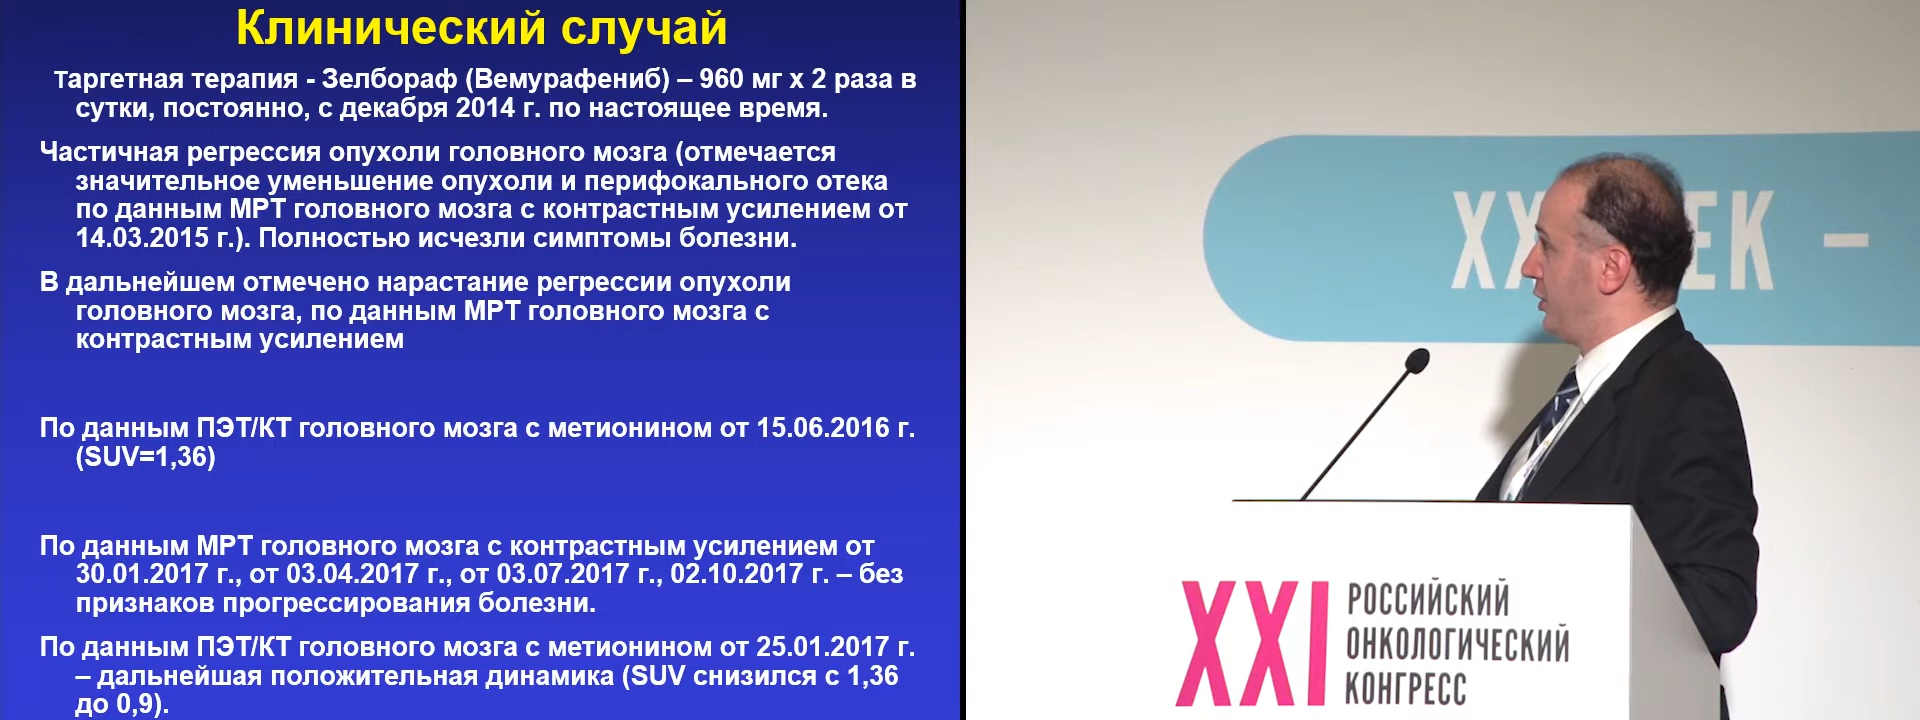 Клинический случай
Таргетная терапия - Зелбораф (Вемурафениб) – 960 мг х 2 раза в
сутки, постоянно, с декабря 2014 г. по настоящее время.
Частичная регрессия опухоли головного мозга (отмечается
значительное уменьшение опухоли и перифокального отека
по данным МРТ головного мозга с контрастным усилением от
14.03.2015 г.). Полностью исчезли симптомы болезни.
В дальнейшем отмечено нарастание регрессии опухоли
головного мозга, по данным МРТ головного мозга с
контрастным усилением
По данным ПЭТ/КТ головного мозга с метионином от 15.06.2016 г.
(SUV=1,36)
По данным МРТ головного мозга с контрастным усилением от
30.01.2017 г., от 03.04.2017 г., от 03.07.2017 г., 02.10.2017 г. – без
признаков прогрессирования болезни.
По данным ПЭТ/КТ головного мозга с метионином от 25.01.2017 г.
– дальнейшая положительная динамика (SUV снизился с 1,36
до 0,9).
XXI
РОССИЙСКИЙ
ОНКОЛОГИЧЕСКИЙ
КОНГРЕСС